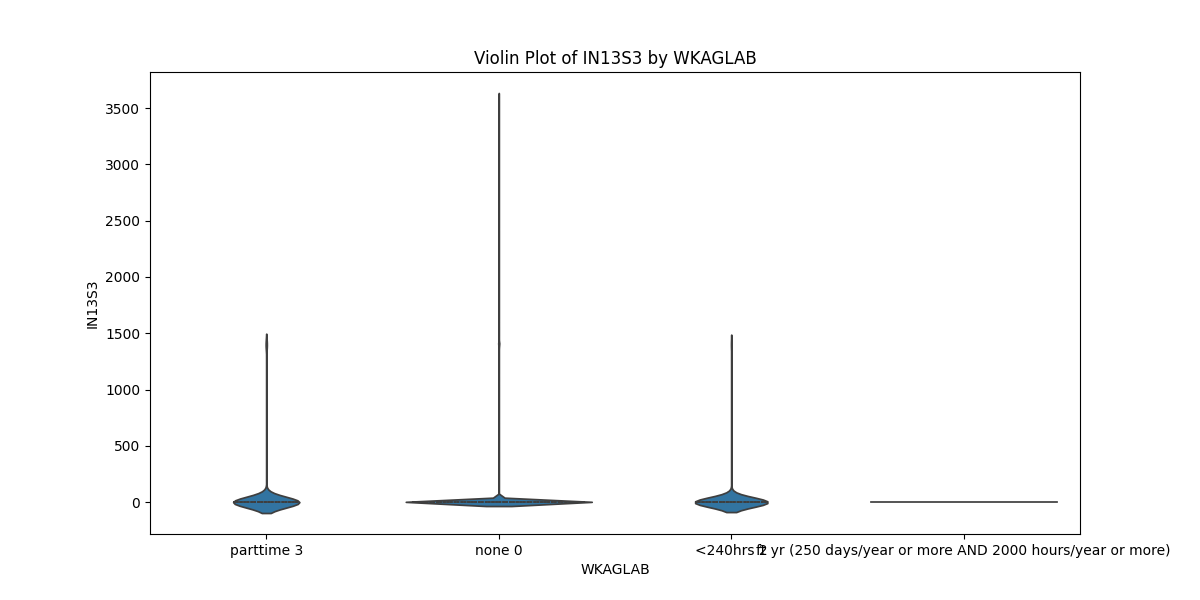 Violin Plot of IN13S3 by WKAGLAB
IN13S3
3500
3000
2500
2000
1500
1000
500
0
parttime 3
none 0
<240hrs 2
ft yr (250 days/year or more AND 2000 hours/year or more)
WKAGLAB